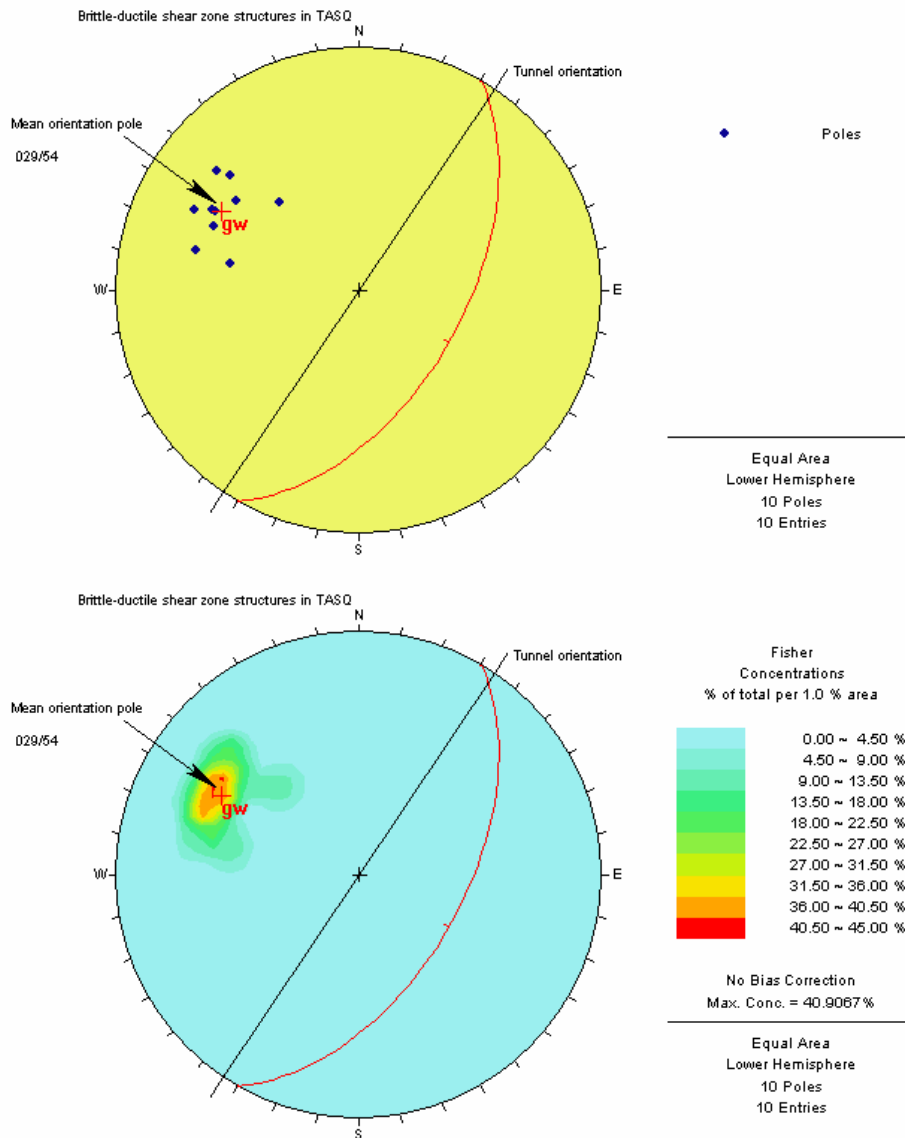 Brittle-ductile shear zone structures in TASQ
N
Tunnel orientation
Mean orientation pole
029/54
gw
W
E
S
Poles
Equal Area
Lower Hemisphere
10 Poles
10 Entries
Brittle-ductile shear zone structures in TASQ
N
Tunnel orientation
Mean orientation pole
029/54
gw
W
E
S
Fisher
Concentrations
% of total per 1.0 % area
0.00 ~ 4.50 %
4.50 ~ 9.00 %
9.00 ~ 13.50 %
13.50 ~ 18.00 %
18.00 ~ 22.50 %
22.50 ~ 27.00 %
27.00 ~ 31.50 %
31.50 ~ 36.00 %
36.00 ~ 40.50 %
40.50 ~ 45.00 %
No Bias Correction
Max. Conc. = 40.9067%
Equal Area
Lower Hemisphere
10 Poles
10 Entries